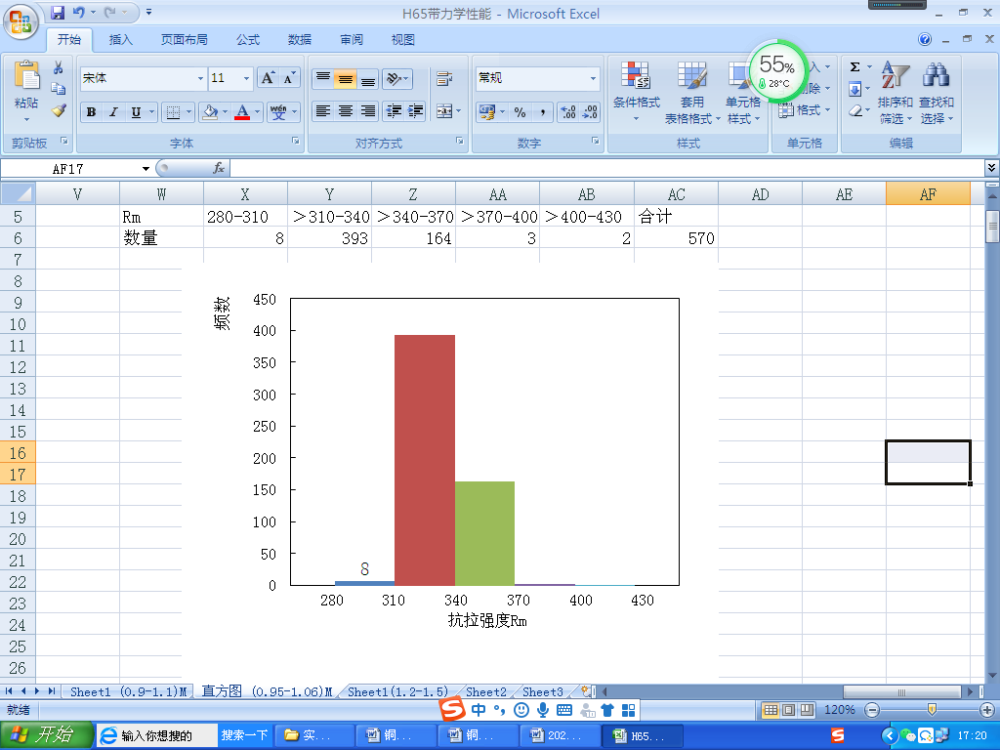 H65带力学性能 - Microsoft Excel
开始 插入 页面布局 公式 数据 审阅 视图
粘贴
剪贴板
宋体 11
B I U
字体
对齐方式
常规
数字
条件格式
套用
表格格式
单元格
样式
样式
入
除
格式
单元格
Σ
排序和
筛选
查找和
选择
编辑
55%
28°C
AF17
fx
V W X Y Z AA AB AC AD AE AF
5 Rm 280-310 >310-340 >340-370 >370-400 >400-430 合计
6 数量 8 393 164 3 2 570
7
8
9
10
11
12
13
14
15
16
17
18
19
20
21
22
23
24
25
26
频数
450
400
350
300
250
200
150
100
50
0
8
280 310 340 370 400 430
抗拉强度Rm
Sheet1 (0.9-1.1)M 直方图 (0.95-1.06)M Sheet1(1.2-1.5) Sheet2 Sheet3
就绪
S 中
120%
开始 输入你想搜的 搜索一下 实... 铜... 铜... 202... H65... 17:20